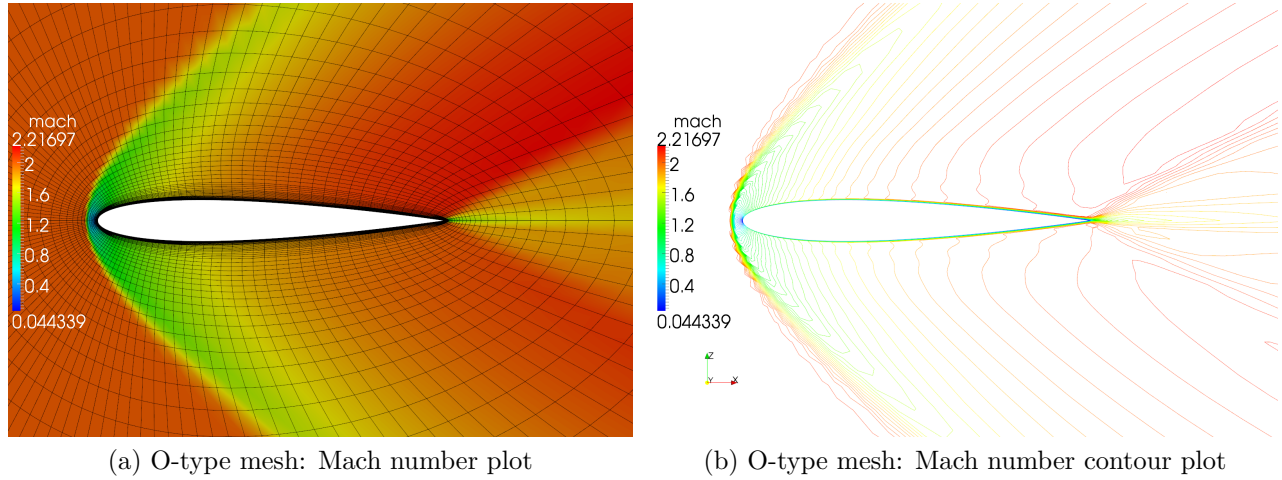 mach
2.21697
2
1.6
1.2
0.8
0.4
0.044339
mach
2.21697
2
1.6
1.2
0.8
0.4
0.044339
Z
Y X
(a) O-type mesh: Mach number plot
(b) O-type mesh: Mach number contour plot